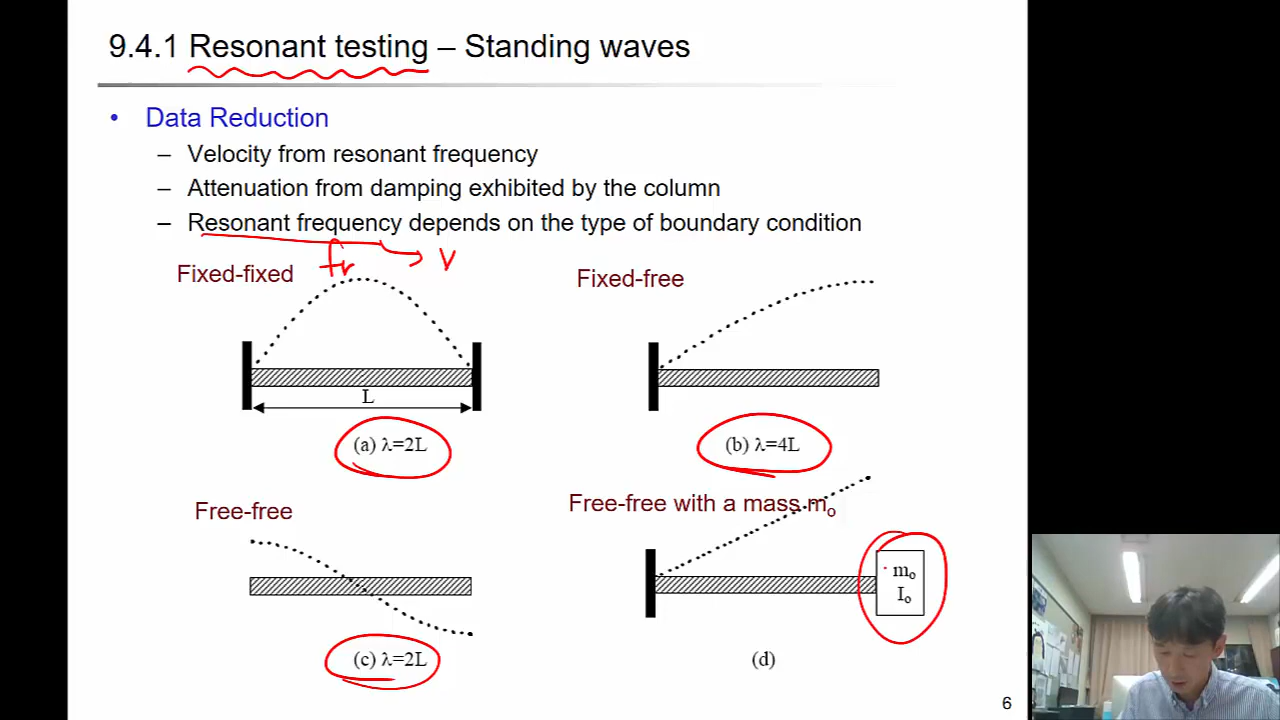 9.4.1 Resonant testing – Standing waves
• Data Reduction
– Velocity from resonant frequency
– Attenuation from damping exhibited by the column
– Resonant frequency depends on the type of boundary condition
fr
V
Fixed-fixed
Fixed-free
L
(a) λ=2L
(b) λ=4L
Free-free
Free-free with a mass mo
mo
Io
(c) λ=2L
(d)
6